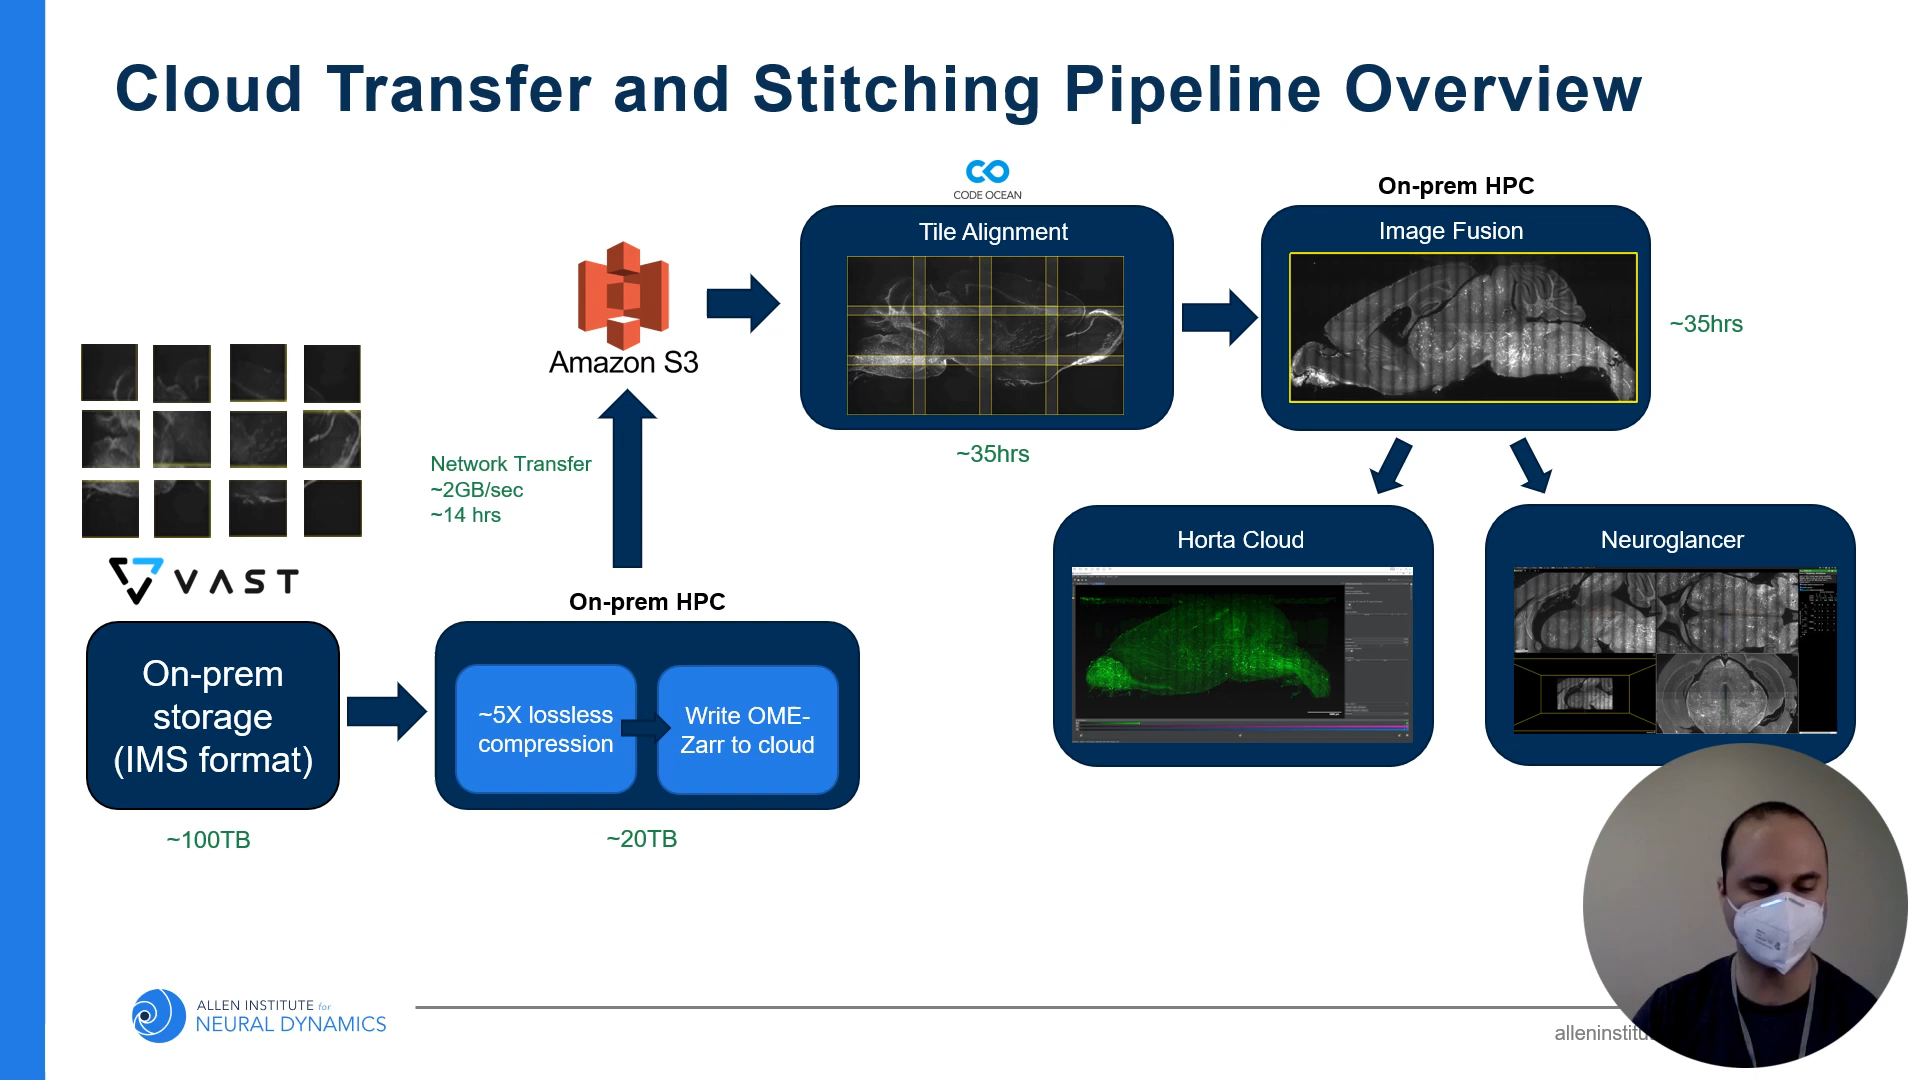 Cloud Transfer and Stitching Pipeline Overview
CODE OCEAN
On-prem HPC
Tile Alignment
Image Fusion
Amazon S3
~35hrs
~35hrs
Network Transfer
~2GB/sec
~14 hrs
Horta Cloud
Neuroglancer
VAST
On-prem HPC
On-prem
storage
(IMS format)
~5X lossless
compression
Write OME-
Zarr to cloud
~100TB
~20TB
ALLEN INSTITUTE for
NEURAL DYNAMICS